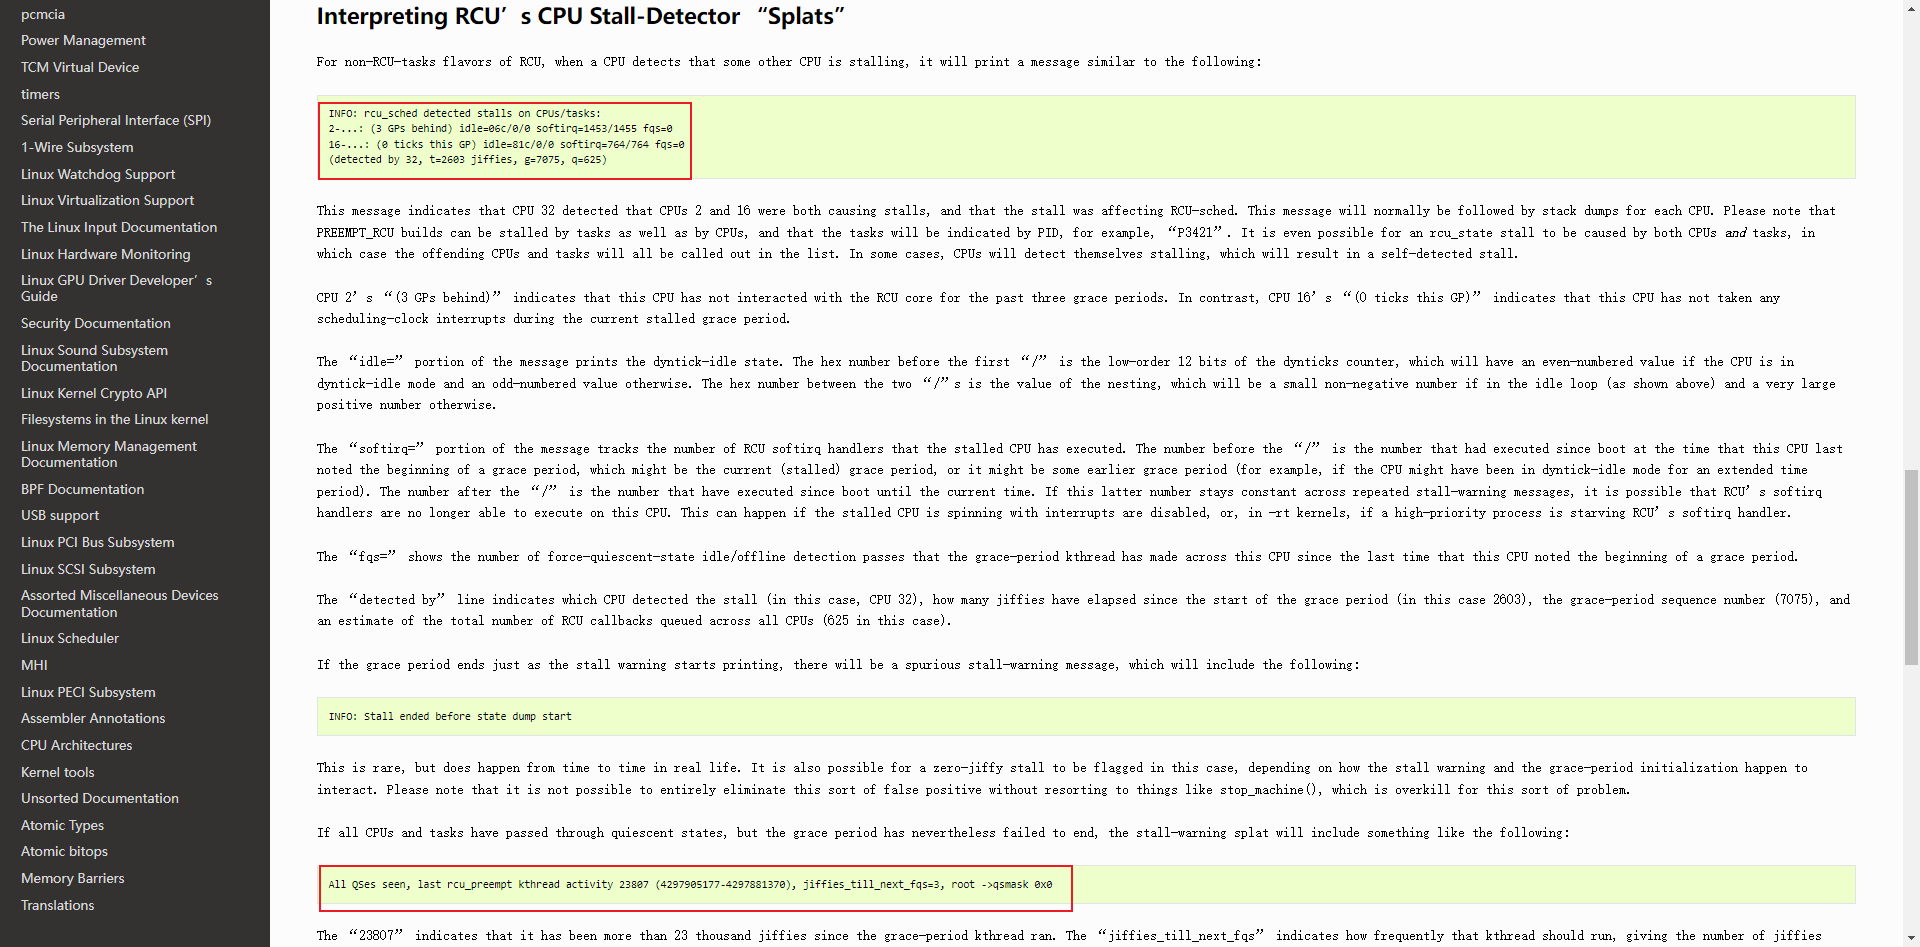 pcmcia
Power Management
TCM Virtual Device
timers
Serial Peripheral Interface (SPI)
1-Wire Subsystem
Linux Watchdog Support
Linux Virtualization Support
The Linux Input Documentation
Linux Hardware Monitoring
Linux GPU Driver Developer’s
Guide
Security Documentation
Linux Sound Subsystem
Documentation
Linux Kernel Crypto API
Filesystems in the Linux kernel
Linux Memory Management
Documentation
BPF Documentation
USB support
Linux PCI Bus Subsystem
Linux SCSI Subsystem
Assorted Miscellaneous Devices
Documentation
Linux Scheduler
MHI
Linux PECI Subsystem
Assembler Annotations
CPU Architectures
Kernel tools
Unsorted Documentation
Atomic Types
Atomic bitops
Memory Barriers
Translations
Interpreting RCU’s CPU Stall-Detector “Splats”
For non-RCU-tasks flavors of RCU, when a CPU detects that some other CPU is stalling, it will print a message similar to the following:
INFO: rcu_sched detected stalls on CPUs/tasks:
2-...: (3 GPs behind) idle=06c/0/0 softirq=1453/1455 fqs=0
16-...: (0 ticks this GP) idle=81c/0/0 softirq=764/764 fqs=0
(detected by 32, t=2603 jiffies, g=7075, q=625)
This message indicates that CPU 32 detected that CPUs 2 and 16 were both causing stalls, and that the stall was affecting RCU-sched. This message will normally be followed by stack dumps for each CPU. Please note that
PREEMPT_RCU builds can be stalled by tasks as well as by CPUs, and that the tasks will be indicated by PID, for example, “P3421”. It is even possible for an rcu_state stall to be caused by both CPUs and tasks, in
which case the offending CPUs and tasks will all be called out in the list. In some cases, CPUs will detect themselves stalling, which will result in a self-detected stall.
CPU 2’s “(3 GPs behind)” indicates that this CPU has not interacted with the RCU core for the past three grace periods. In contrast, CPU 16’s “(0 ticks this GP)” indicates that this CPU has not taken any
scheduling-clock interrupts during the current stalled grace period.
The “idle=” portion of the message prints the dyntick-idle state. The hex number before the first “/” is the low-order 12 bits of the dynticks counter, which will have an even-numbered value if the CPU is in
dyntick-idle mode and an odd-numbered value otherwise. The hex number between the two “/”s is the value of the nesting, which will be a small non-negative number if in the idle loop (as shown above) and a very large
positive number otherwise.
The “softirq=” portion of the message tracks the number of RCU softirq handlers that the stalled CPU has executed. The number before the “/” is the number that had executed since boot at the time that this CPU last
noted the beginning of a grace period, which might be the current (stalled) grace period, or it might be some earlier grace period (for example, if the CPU might have been in dyntick-idle mode for an extended time
period). The number after the “/” is the number that have executed since boot until the current time. If this latter number stays constant across repeated stall-warning messages, it is possible that RCU’s softirq
handlers are no longer able to execute on this CPU. This can happen if the stalled CPU is spinning with interrupts are disabled, or, in -rt kernels, if a high-priority process is starving RCU’s softirq handler.
The “fqs=” shows the number of force-quiescent-state idle/offline detection passes that the grace-period kthread has made across this CPU since the last time that this CPU noted the beginning of a grace period.
The “detected by” line indicates which CPU detected the stall (in this case, CPU 32), how many jiffies have elapsed since the start of the grace period (in this case 2603), the grace-period sequence number (7075), and
an estimate of the total number of RCU callbacks queued across all CPUs (625 in this case).
If the grace period ends just as the stall warning starts printing, there will be a spurious stall-warning message, which will include the following:
INFO: Stall ended before state dump start
This is rare, but does happen from time to time in real life. It is also possible for a zero-jiffy stall to be flagged in this case, depending on how the stall warning and the grace-period initialization happen to
interact. Please note that it is not possible to entirely eliminate this sort of false positive without resorting to things like stop_machine(), which is overkill for this sort of problem.
If all CPUs and tasks have passed through quiescent states, but the grace period has nevertheless failed to end, the stall-warning splat will include something like the following:
All QSes seen, last rcu_preempt kthread activity 23807 (4297905177-4297881370), jiffies_till_next_fqs=3, root ->qsmask 0x0
The “23807” indicates that it has been more than 23 thousand jiffies since the grace-period kthread ran. The “jiffies_till_next_fqs” indicates how frequently that kthread should run, giving the number of jiffies